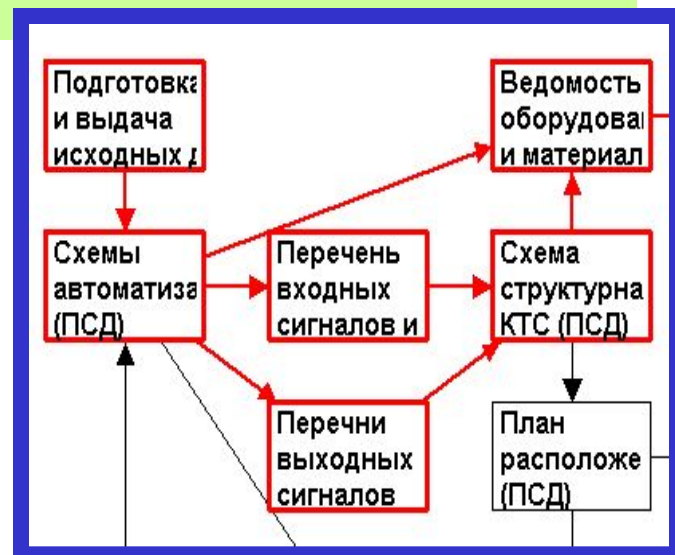 Подготовка
и выдача
исходных д
Ведомость
оборудова
и материал
Схемы
автоматиза
(ПСД)
Перечень
входных
сигналов и
Схема
структурна
КТС (ПСД)
Перечни
выходных
сигналов
План
расположе
(ПСД)